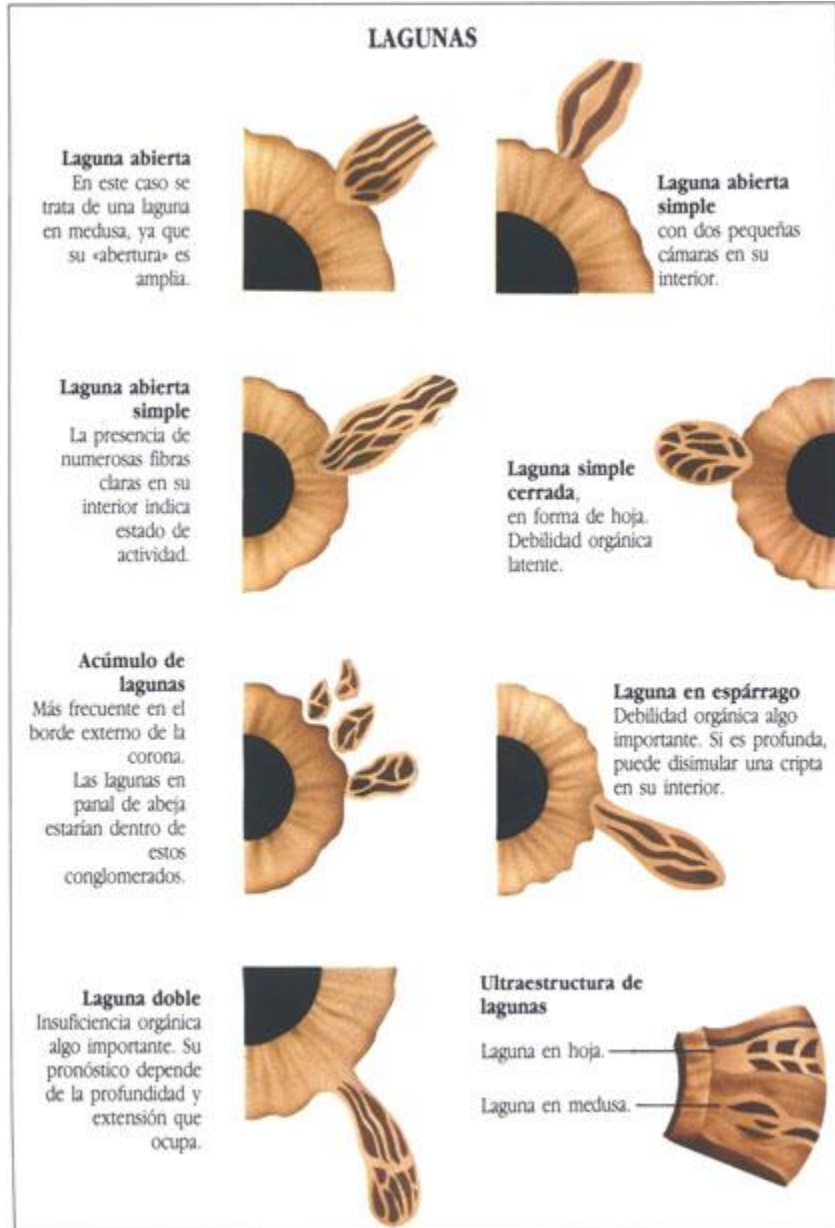 LAGUNAS
Laguna abierta
En este caso se
trata de una laguna
en medusa, ya que
su «abertura» es
amplia.
Laguna abierta
simple
con dos pequeñas
cámaras en su
interior.
Laguna abierta
simple
La presencia de
numerosas fibras
claras en su
interior indica
estado de
actividad.
Laguna simple
cerrada,
en forma de hoja.
Debilidad orgánica
latente.
Acúmulo de
lagunas
Más frecuente en el
borde externo de la
corona.
Las lagunas en
panal de abeja
estarían dentro de
estos
conglomerados.
Laguna en espárrago
Debilidad orgánica algo
importante. Si es profunda,
puede disimular una cripta
en su interior.
Laguna doble
Insuficiencia orgánica
algo importante. Su
pronóstico depende
de la profundidad y
extensión que
ocupa.
Ultraestructura de
lagunas
Laguna en hoja.
Laguna en medusa.